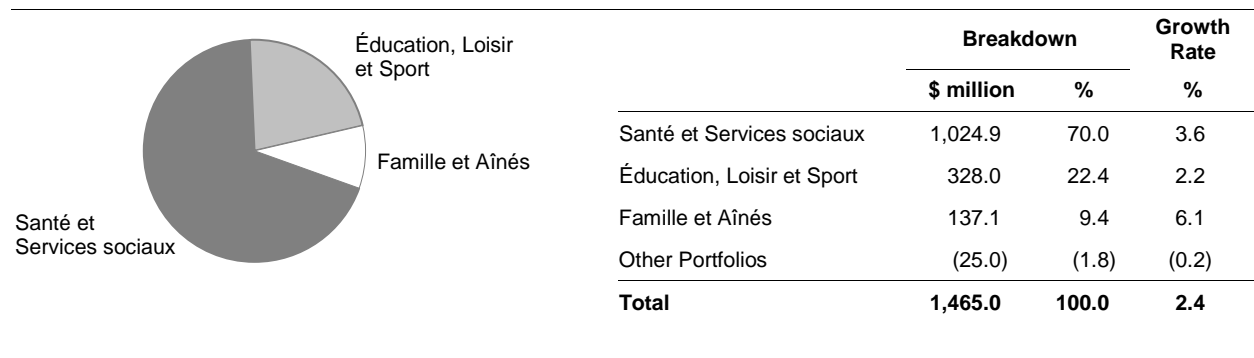 Éducation, Loisir
et Sport
Famille et Aînés
Santé et
Services sociaux
Breakdown Growth
Rate
$ million % %
Santé et Services sociaux 1,024.9 70.0 3.6
Éducation, Loisir et Sport 328.0 22.4 2.2
Famille et Aînés 137.1 9.4 6.1
Other Portfolios (25.0) (1.8) (0.2)
Total 1,465.0 100.0 2.4